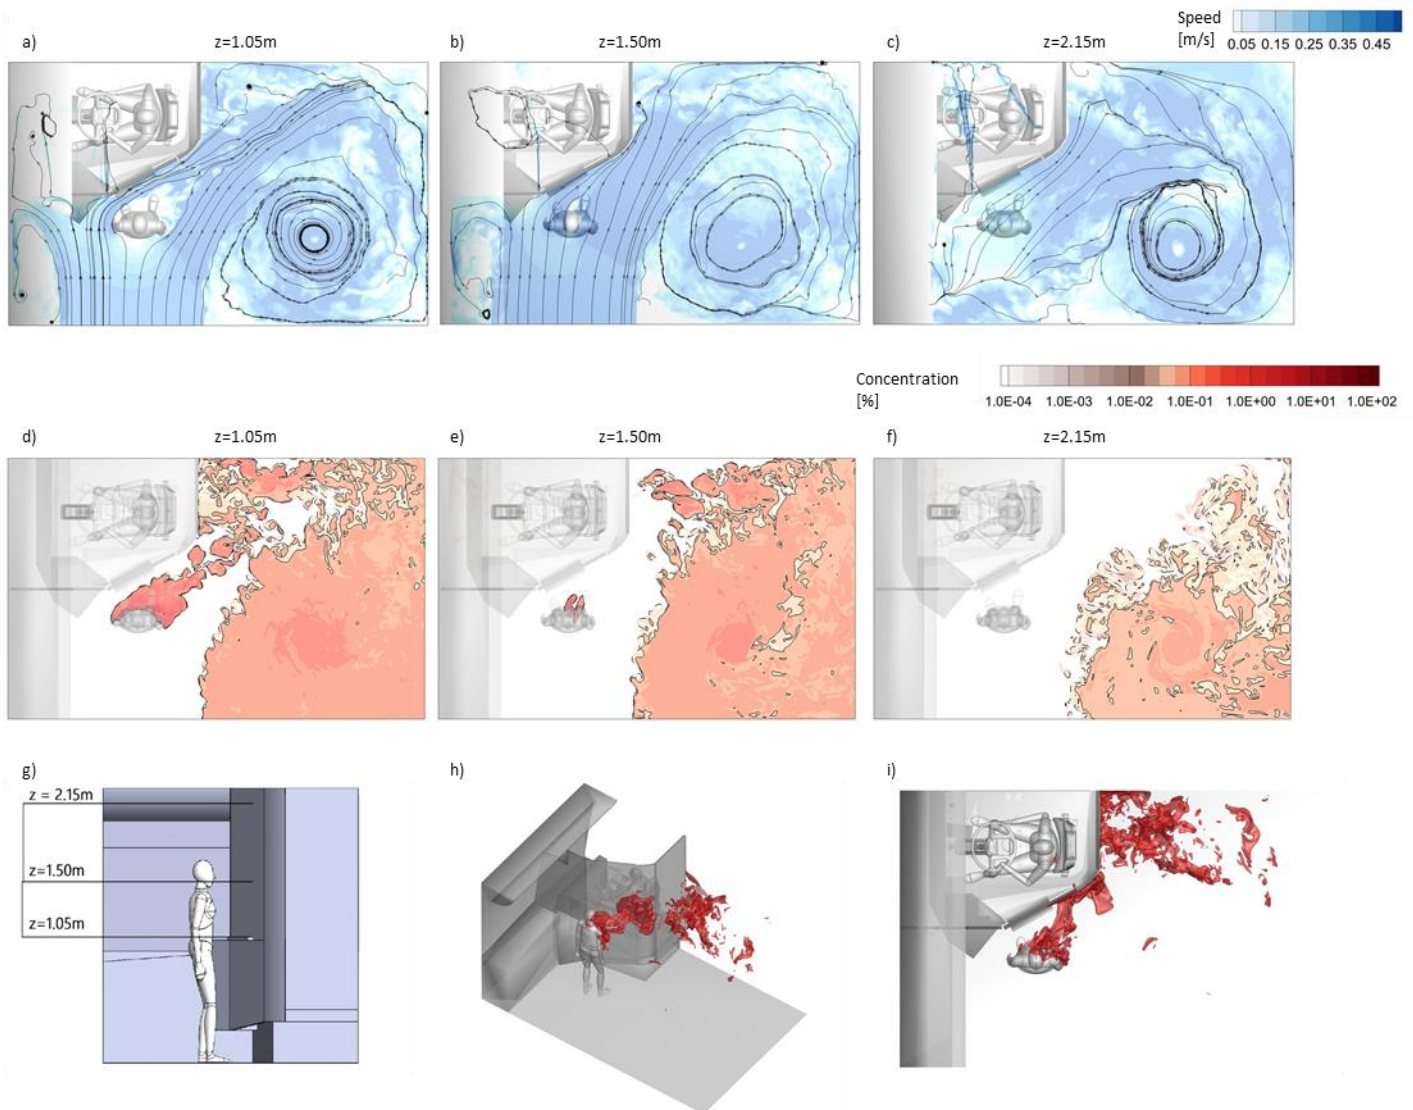 Speed
[m/s]
0.05 0.15 0.25 0.35 0.45
a) z=1.05m
b) z=1.50m
c) z=2.15m
Concentration
[%]
1.0E-04 1.0E-03 1.0E-02 1.0E-01 1.0E+00 1.0E+01 1.0E+02
d) z=1.05m
e) z=1.50m
f) z=2.15m
g)
z = 2.15m
z=1.50m
z=1.05m
h)
i)